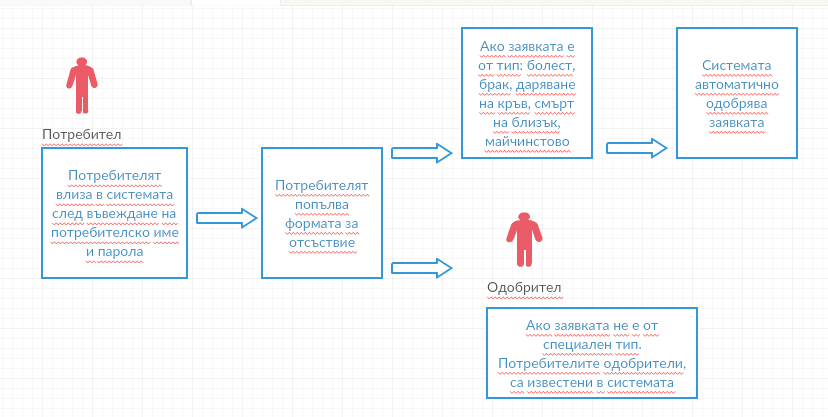 Потребител
Потребителят
влиза в системата
след въвеждане на
потребителско име
и парола
Потребителят
попълва
формата за
отсъствие
Ако заявката е
от тип: болест,
брак, даряване
на кръв, смърт
на близък,
майчинстово
Системата
автоматично
одобрява
заявката
Одобрител
Ако заявката не е от
специален тип.
Потребителите одобрители,
са известени в системата